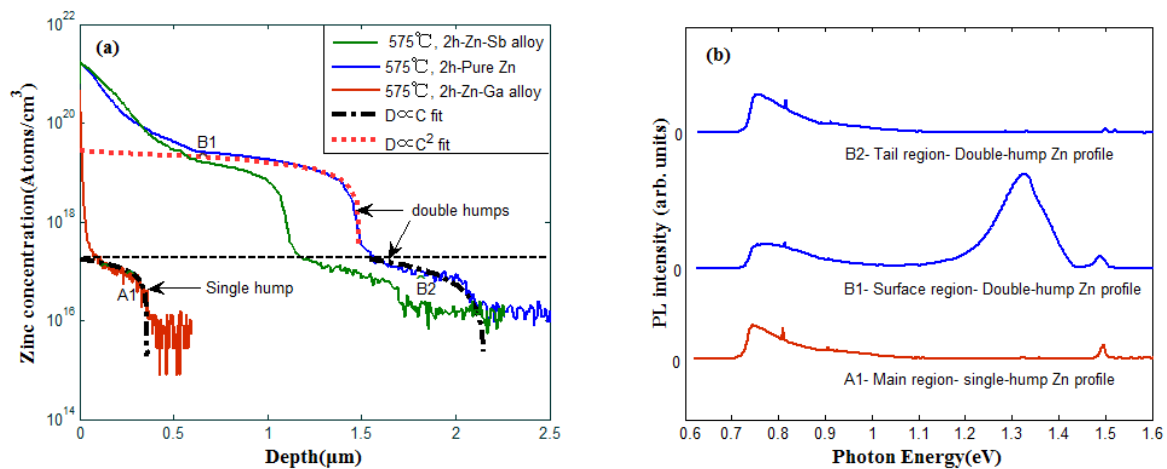 (a)
Zinc concentration(Atoms/cm³)
10²²
10²⁰
10¹⁸
10¹⁶
10¹⁴
575℃, 2h-Zn-Sb alloy
575℃, 2h-Pure Zn
575℃, 2h-Zn-Ga alloy
D∝C fit
D∝C² fit
B1
double humps
A1
Single hump
B2
0
0.5
1
1.5
2
2.5
Depth(μm)
(b)
PL intensity (arb. units)
0
B2- Tail region- Double-hump Zn profile
0
B1- Surface region- Double-hump Zn profile
0
A1- Main region- single-hump Zn profile
0.6 0.7 0.8 0.9 1.0 1.1 1.2 1.3 1.4 1.5 1.6
Photon Energy(eV)